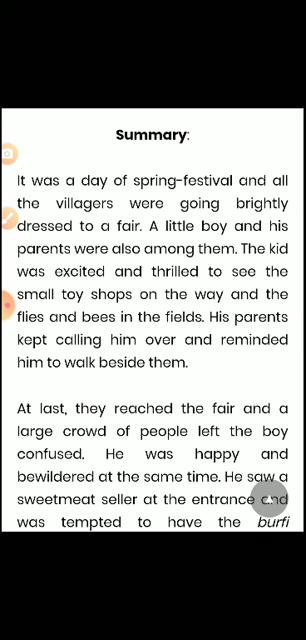 Summary:
It was a day of spring-festival and all
the villagers were going brightly
dressed to a fair. A little boy and his
parents were also among them. The kid
was excited and thrilled to see the
small toy shops on the way and the
flies and bees in the fields. His parents
kept calling him over and reminded
him to walk beside them.
At last, they reached the fair and a
large crowd of people left the boy
confused. He was happy and
bewildered at the same time. He saw a
sweetmeat seller at the entrance and
was tempted to have the burfi